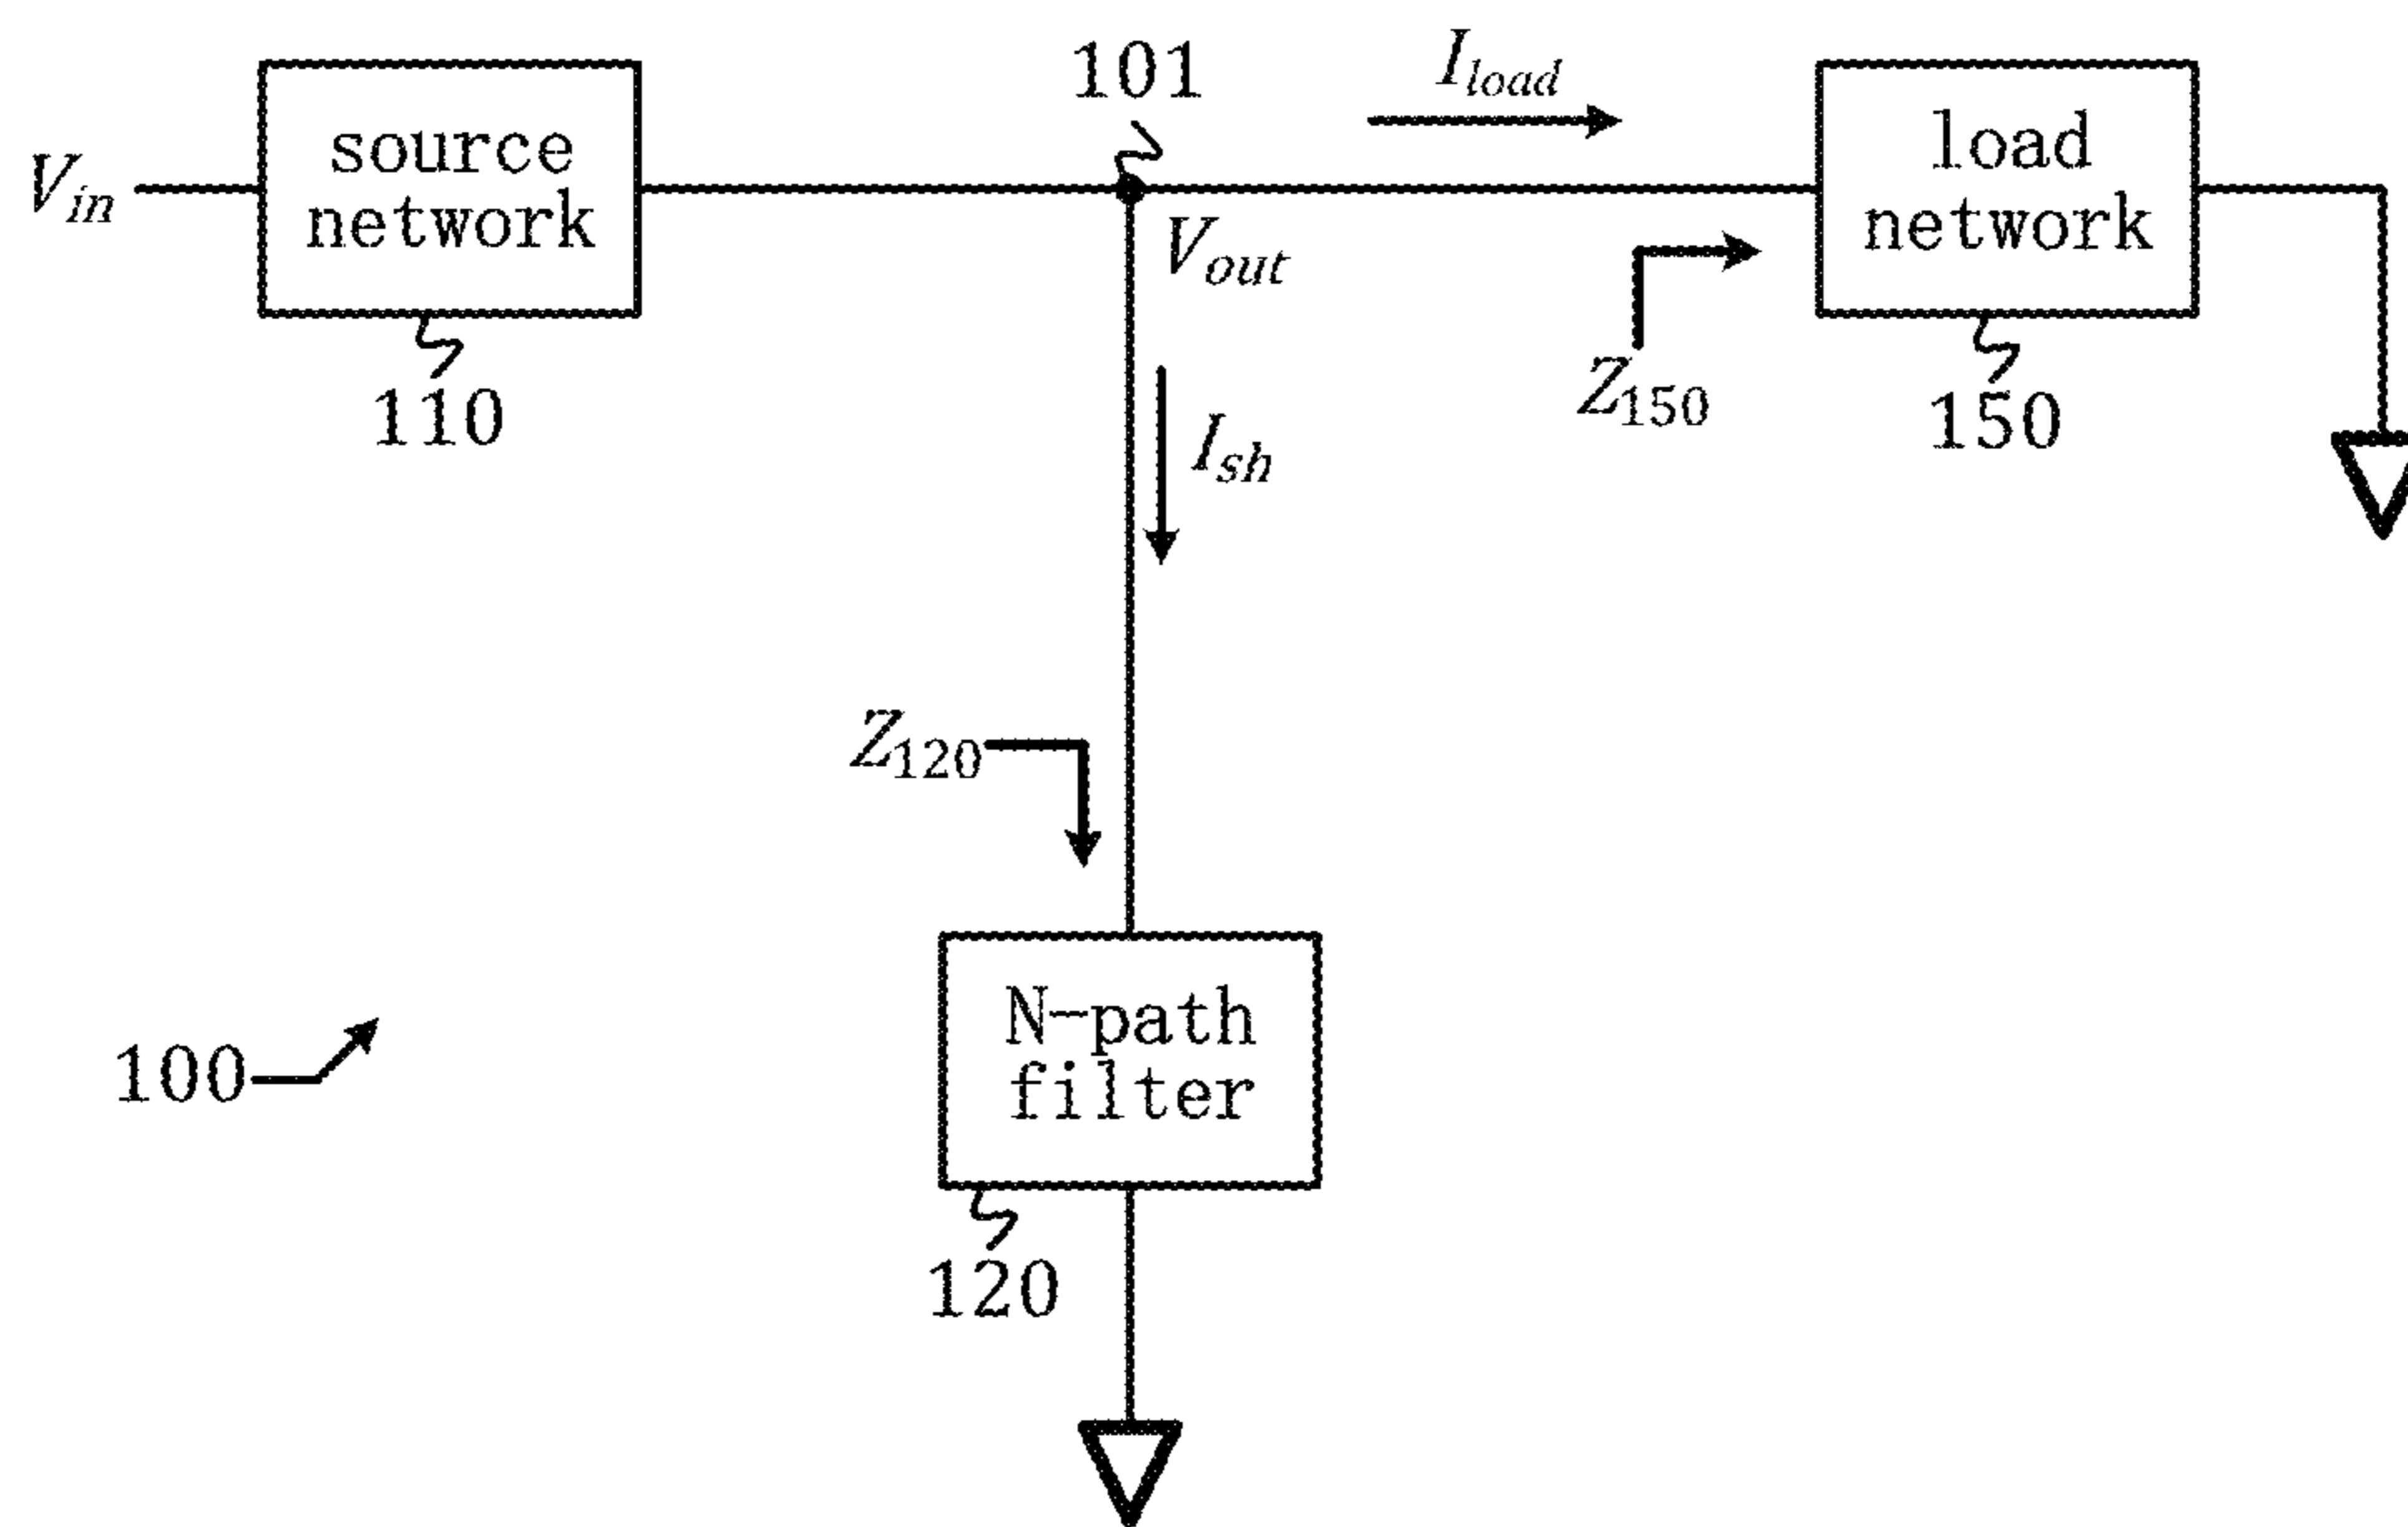 101
I_load
V_in
source
network
load
network
V_out
Z_150
110
150
I_sh
Z_120
N-path
filter
100
120